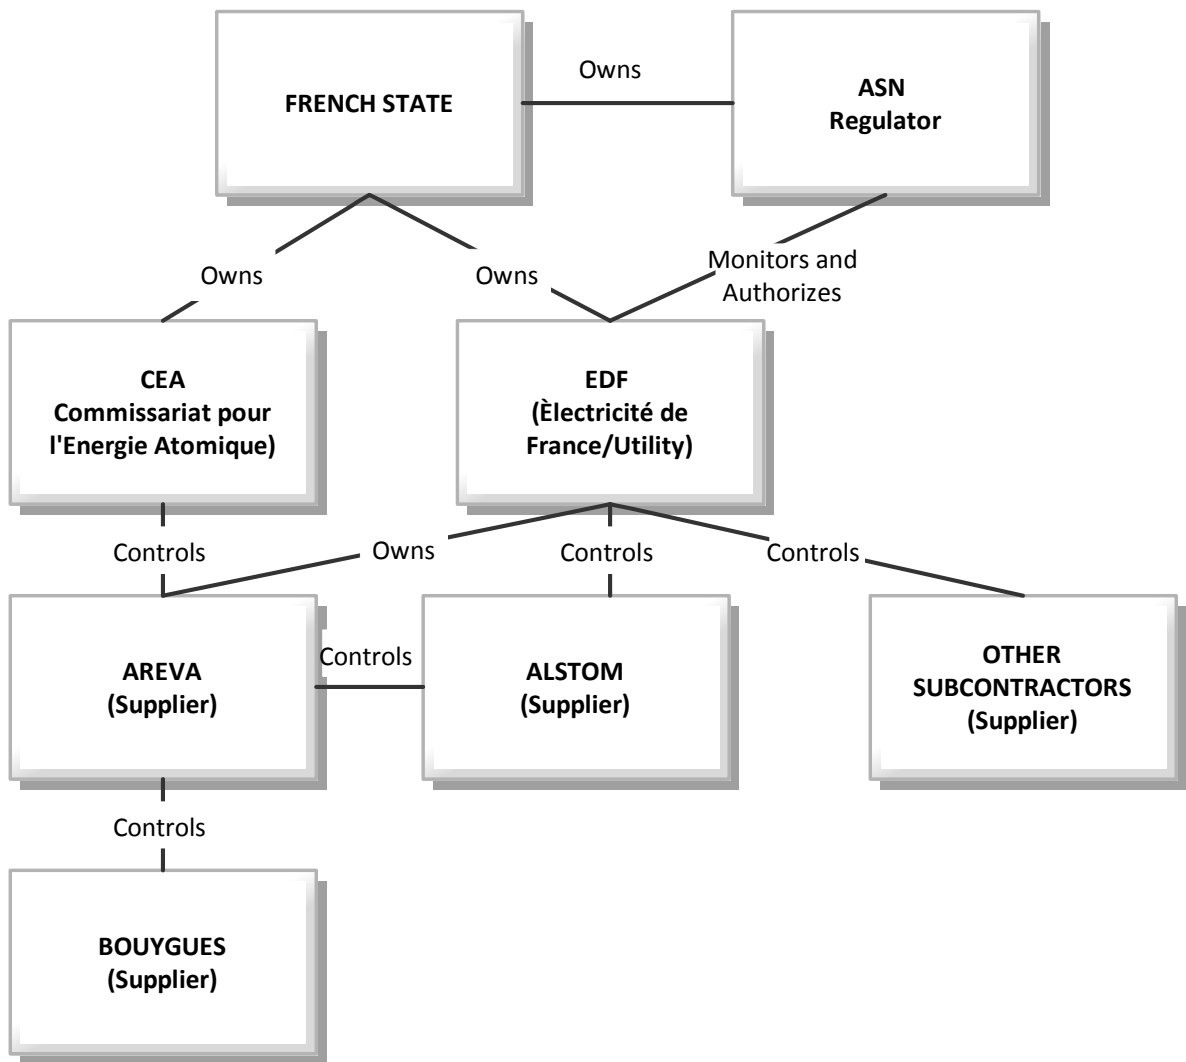 Owns
FRENCH STATE
ASN
Regulator
Owns
Owns
Monitors and
Authorizes
CEA
Commissariat pour
l'Energie Atomique)
EDF
(Èlectricité de
France/Utility)
Controls
Owns
Controls
Controls
AREVA
(Supplier)
Controls
ALSTOM
(Supplier)
OTHER
SUBCONTRACTORS
(Supplier)
Controls
BOUYGUES
(Supplier)